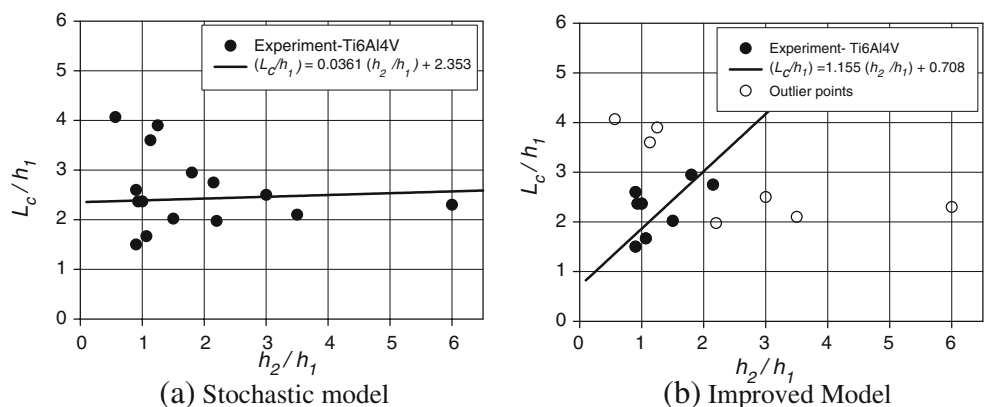 6
5
4
3
2
1
0
L_c/h_1
Experiment-Ti6Al4V
(L_c/h_1) = 0.0361 (h_2 /h_1) + 2.353
0 1 2 3 4 5 6
h_2/h_1
(a) Stochastic model
6
5
4
3
2
1
0
L_c/h_1
Experiment- Ti6Al4V
(L_c/h_1) =1.155 (h_2 /h_1) + 0.708
Outlier points
0 1 2 3 4 5 6
h_2/h_1
(b) Improved Model